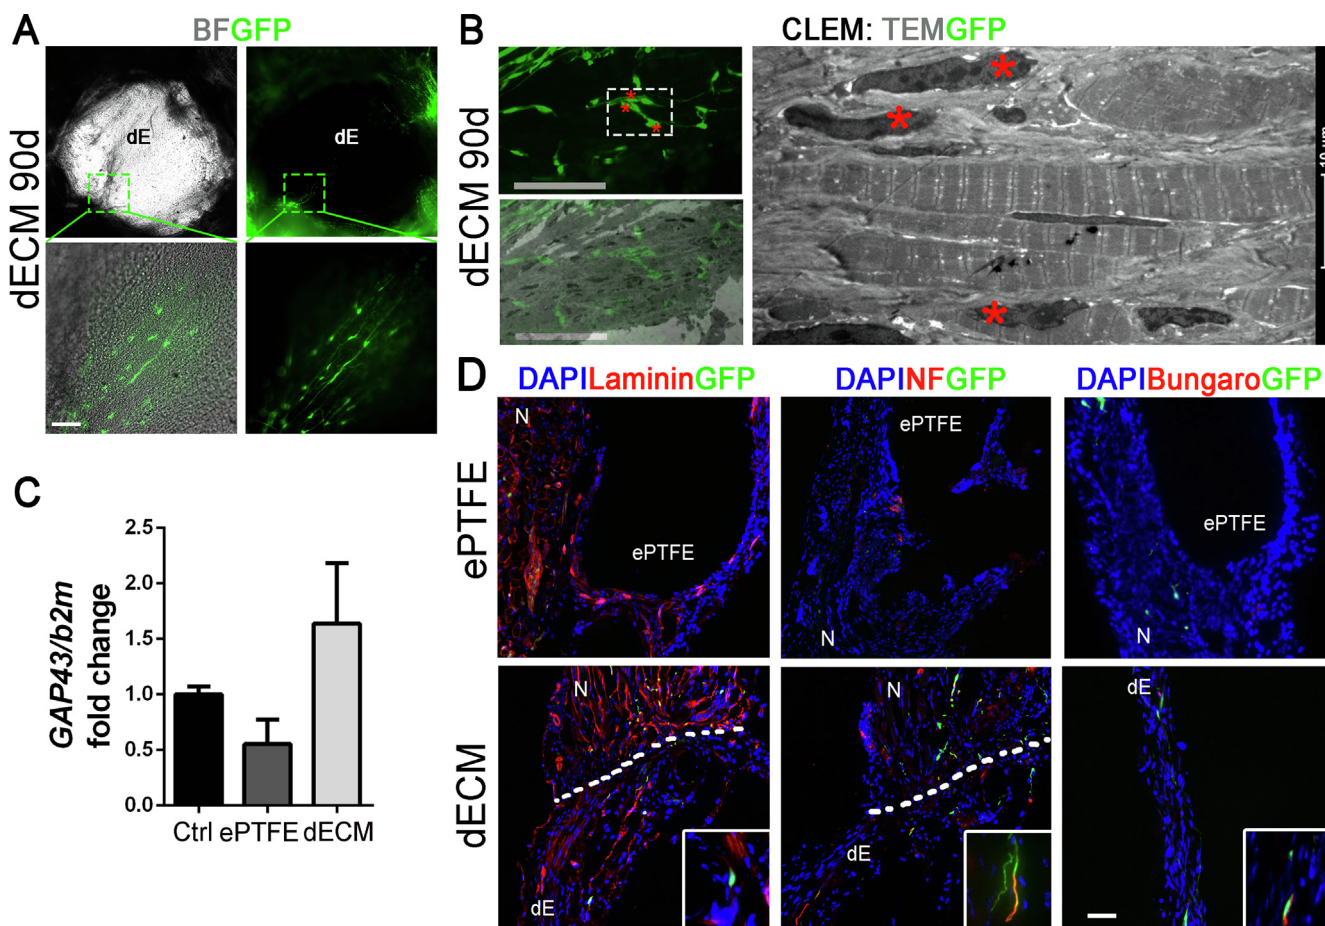 A
BFGFP
dECM 90d
dE
dE
B
CLEM: TEMGFP
dECM 90d
*
*
*
*
*
*
10 µm
C
GAP43/b2m
fold change
2.5
2.0
1.5
1.0
0.5
0.0
Ctrl ePTFE dECM
D
DAPILamininGFP
DAPINFGFP
DAPIBungaroGFP
ePTFE
N
ePTFE
ePTFE
N
ePTFE
N
dECM
N
dE
N
dE
dE